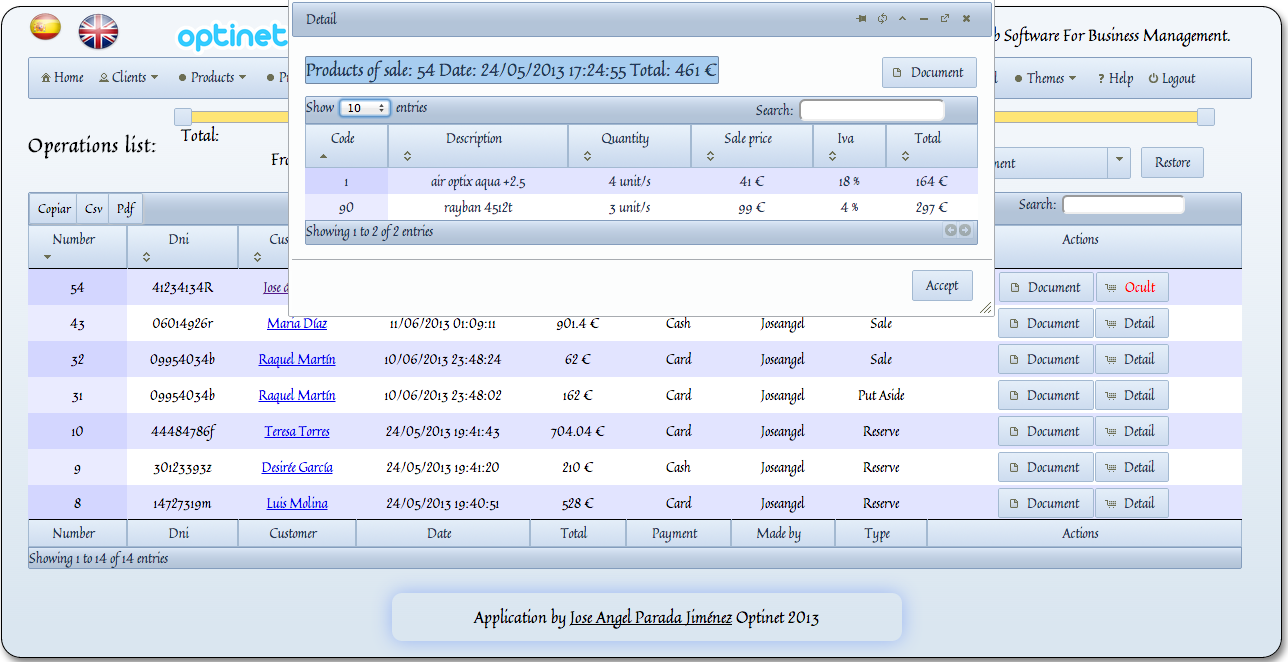 Detail
optinet
Software For Business Management.
Home Clients Products Themes Help Logout
Products of sale: 54 Date: 24/05/2013 17:24:55 Total: 461 €
Document
Show 10 entries Search:
Code Description Quantity Sale price Iva Total
1 air optix aqua +2.5 4 unit/s 41 € 18 % 164 €
90 rayban 4512t 3 unit/s 99 € 4 % 297 €
Showing 1 to 2 of 2 entries
Accept
Total:
Operations list:
Restore
Copiar Csv Pdf Search:
Number Dni Actions
54 41234134R Document Ocult
43 06014926r Maria Díaz 11/06/2013 01:09:11 901.4 € Cash Joseangel Sale Document Detail
32 09954034b Raquel Martín 10/06/2013 23:48:24 62 € Card Joseangel Sale Document Detail
31 09954034b Raquel Martín 10/06/2013 23:48:02 162 € Card Joseangel Put Aside Document Detail
10 44484786f Teresa Torres 24/05/2013 19:41:43 704.04 € Card Joseangel Reserve Document Detail
9 30123393z Desirée García 24/05/2013 19:41:20 210 € Cash Joseangel Reserve Document Detail
8 14727319m Luis Molina 24/05/2013 19:40:51 528 € Card Joseangel Reserve Document Detail
Number Dni Customer Date Total Payment Made by Type Actions
Showing 1 to 14 of 14 entries
Application by Jose Angel Parada Jiménez Optinet 2013